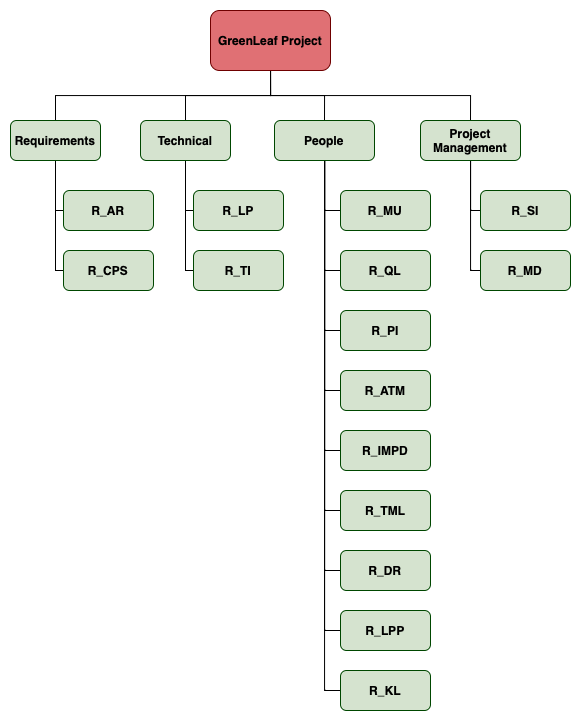 GreenLeaf Project
Requirements
Technical
People
Project
Management
R_AR
R_CPS
R_LP
R_TI
R_MU
R_QL
R_PI
R_ATM
R_IMPD
R_TML
R_DR
R_LPP
R_KL
R_SI
R_MD